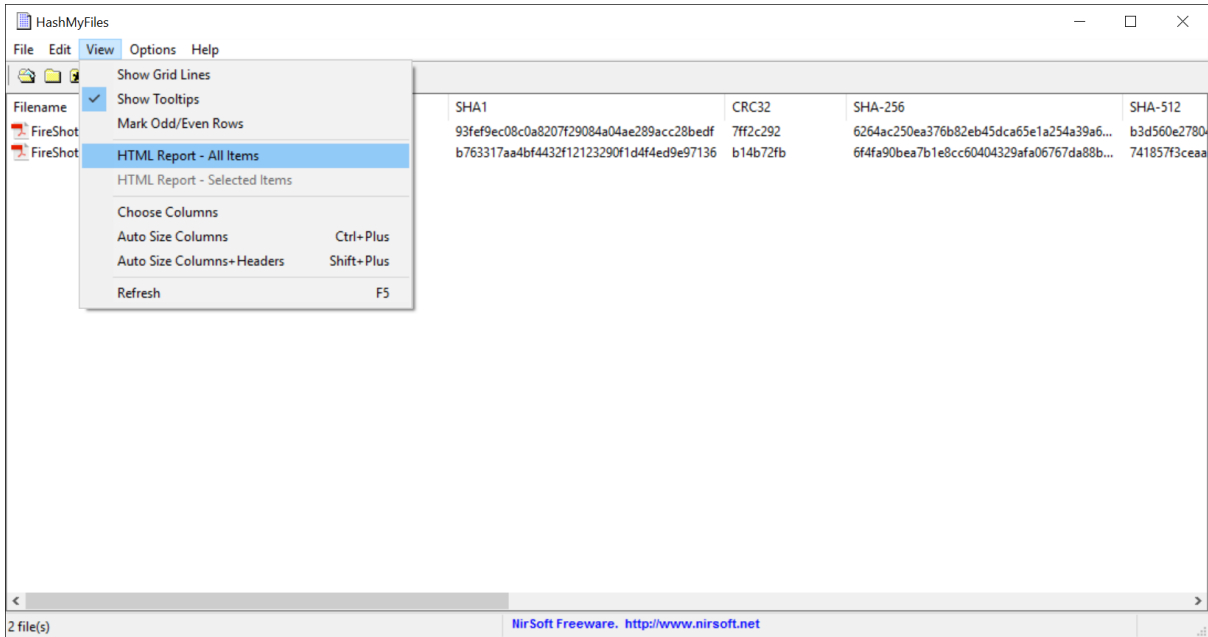 HashMyFiles
File Edit View Options Help
Show Grid Lines
Show Tooltips
Mark Odd/Even Rows
HTML Report - All Items
HTML Report - Selected Items
Choose Columns
Auto Size Columns Ctrl+Plus
Auto Size Columns+Headers Shift+Plus
Refresh F5
Filename SHA1 CRC32 SHA-256 SHA-512
FireShot 93fef9ec08c0a8207f29084a04ae289acc28bedf 7ff2c292 6264ac250ea376b82eb45dca65e1a254a39a6... b3d560e2780
FireShot b763317aa4bf4432f12123290f1d4f4ed9e97136 b14b72fb 6f4fa90bea7b1e8cc60404329afa06767da88b... 741857f3ceaa
2 file(s) NirSoft Freeware. http://www.nirsoft.net